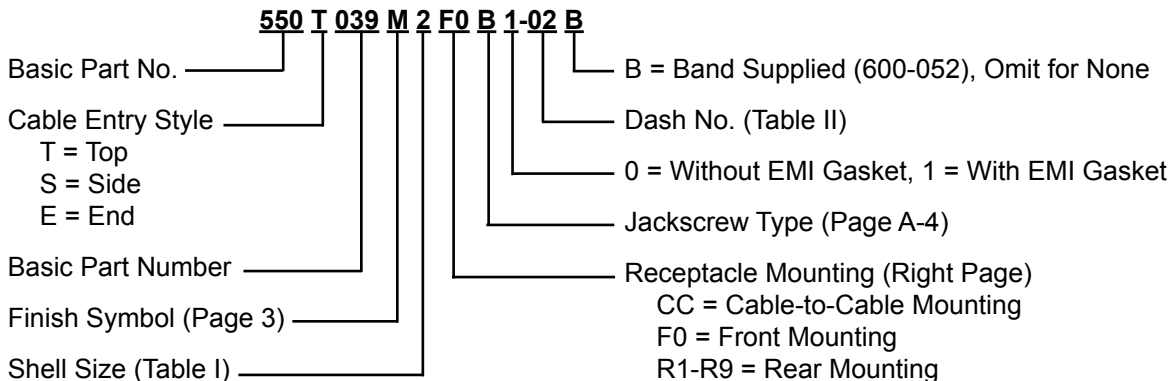 550 T 039 M 2 F0 B 1-02 B
Basic Part No.
Cable Entry Style
T = Top
S = Side
E = End
Basic Part Number
Finish Symbol (Page 3)
Shell Size (Table I)
B = Band Supplied (600-052), Omit for None
Dash No. (Table II)
0 = Without EMI Gasket, 1 = With EMI Gasket
Jackscrew Type (Page A-4)
Receptacle Mounting (Right Page)
CC = Cable-to-Cable Mounting
F0 = Front Mounting
R1-R9 = Rear Mounting